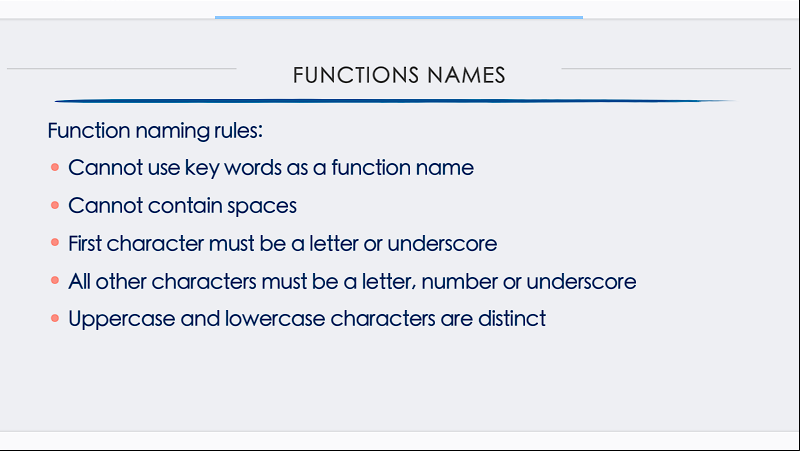 FUNCTIONS NAMES
Function naming rules:
• Cannot use key words as a function name
• Cannot contain spaces
• First character must be a letter or underscore
• All other characters must be a letter, number or underscore
• Uppercase and lowercase characters are distinct